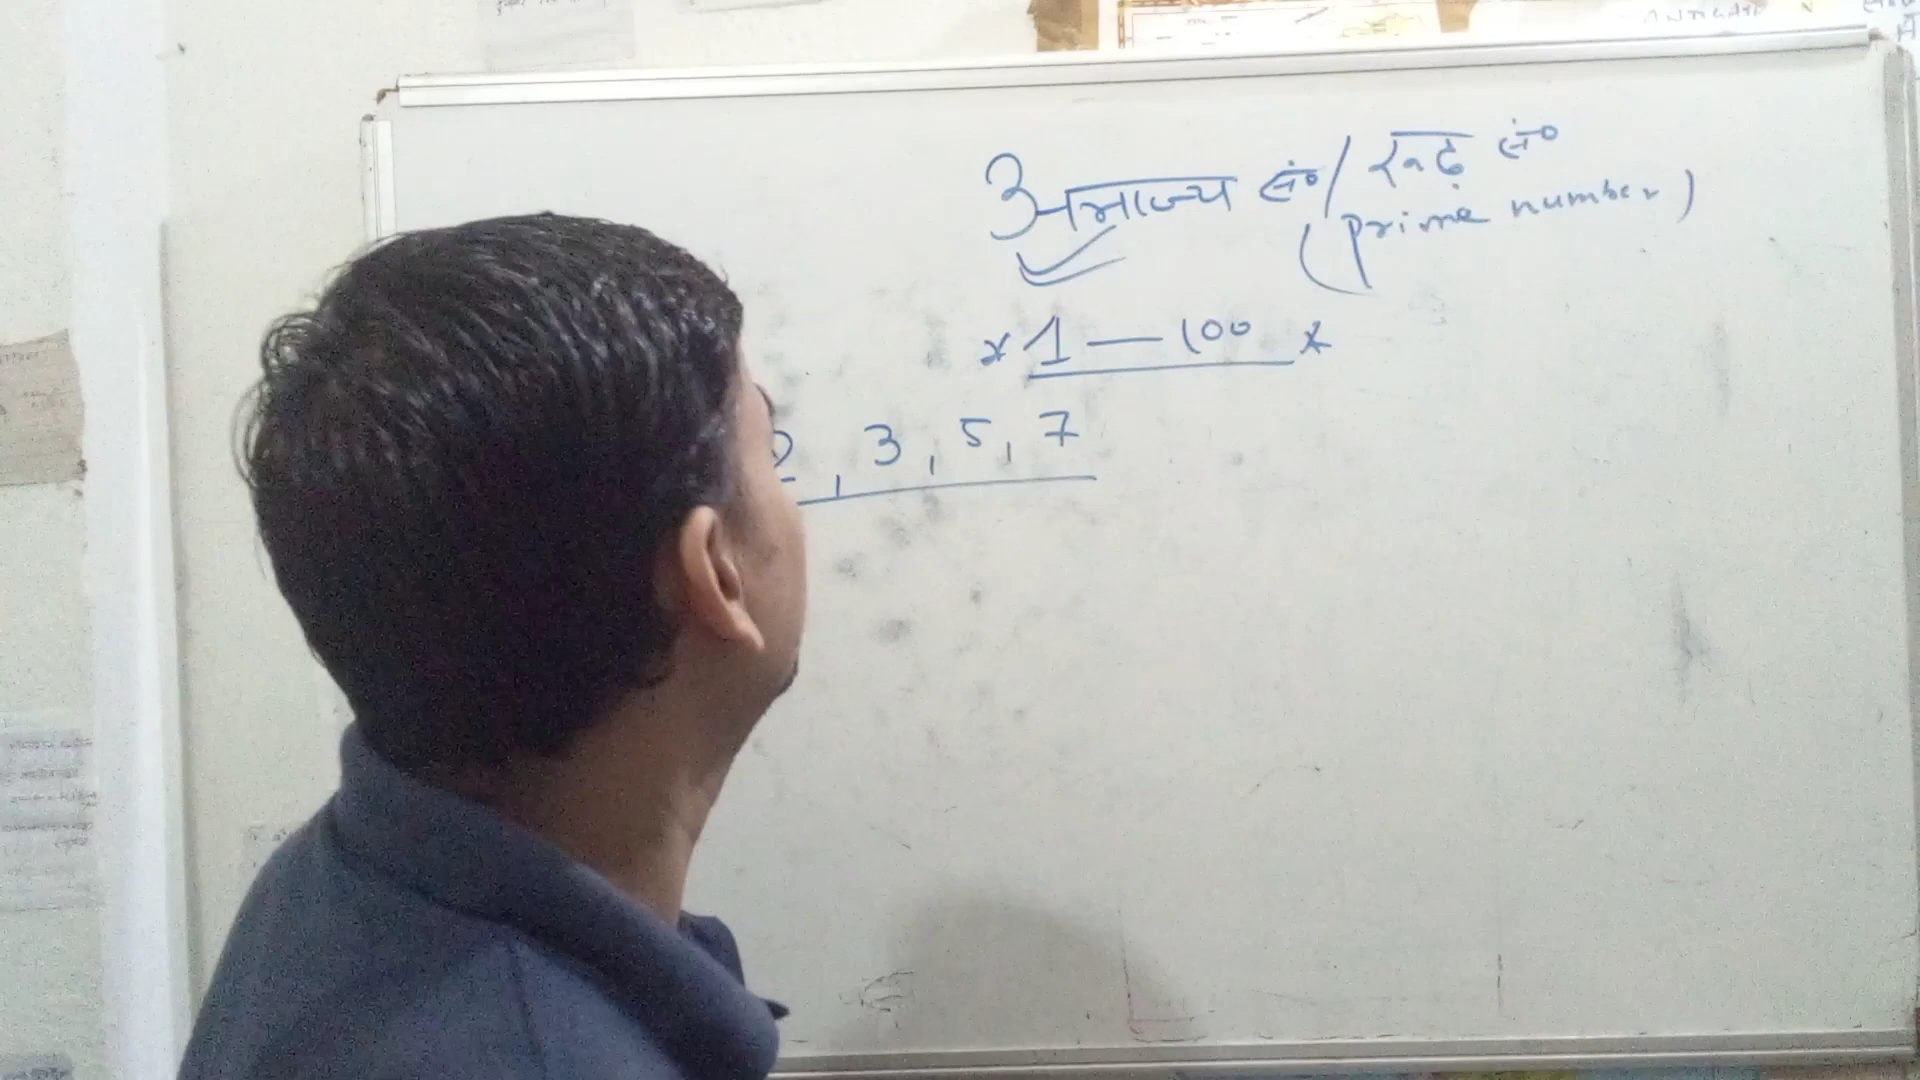 अभाज्य सं०/ रूढ़ सं०
(prime number)
* 1 — 100 *
2, 3, 5, 7